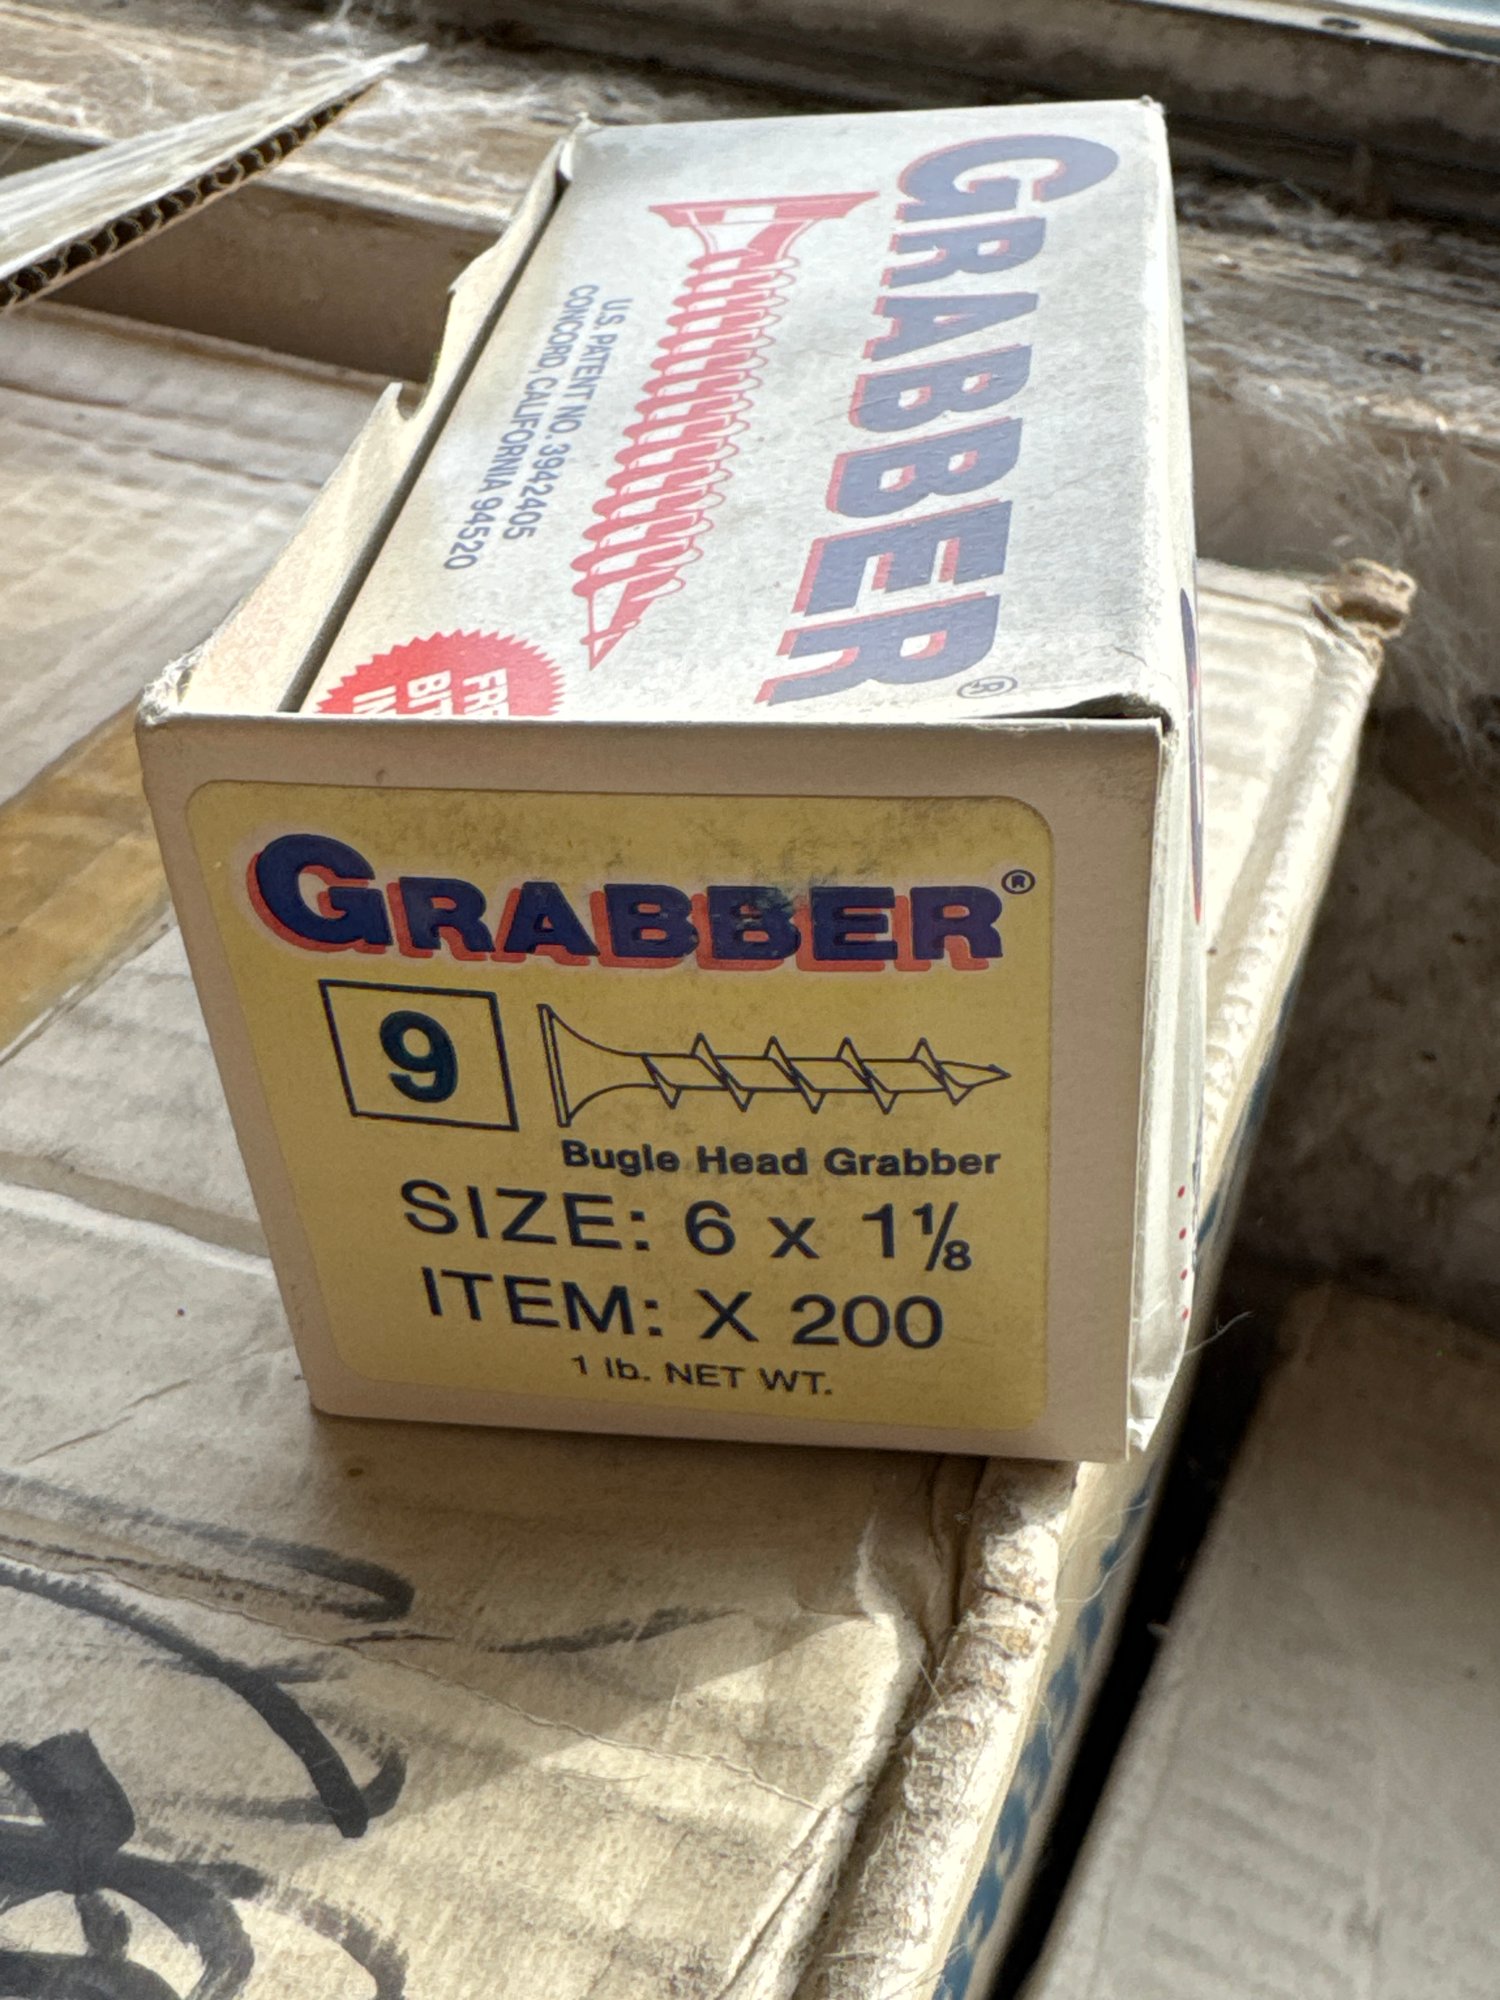 GRABBER®
U.S. PATENT NO. 3942405
CONCORD, CALIFORNIA 94520
GRABBER®
9
Bugle Head Grabber
SIZE: 6 x 1⅛
ITEM: X 200
1 lb. NET WT.